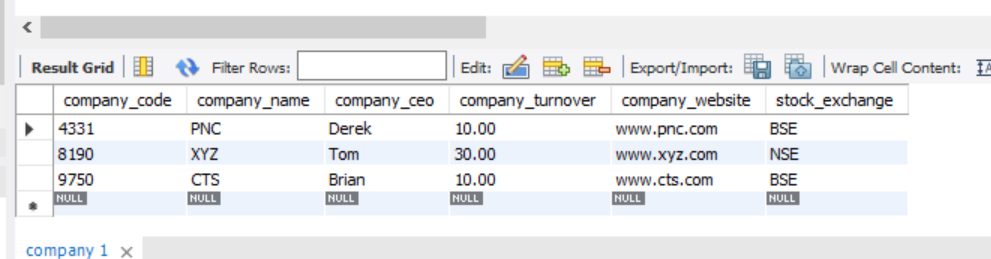 Result Grid Filter Rows: Edit: Export/Import: Wrap Cell Content:
company_code company_name company_ceo company_turnover company_website stock_exchange
4331 PNC Derek 10.00 www.pnc.com BSE
8190 XYZ Tom 30.00 www.xyz.com NSE
9750 CTS Brian 10.00 www.cts.com BSE
NULL NULL NULL NULL NULL NULL
company 1